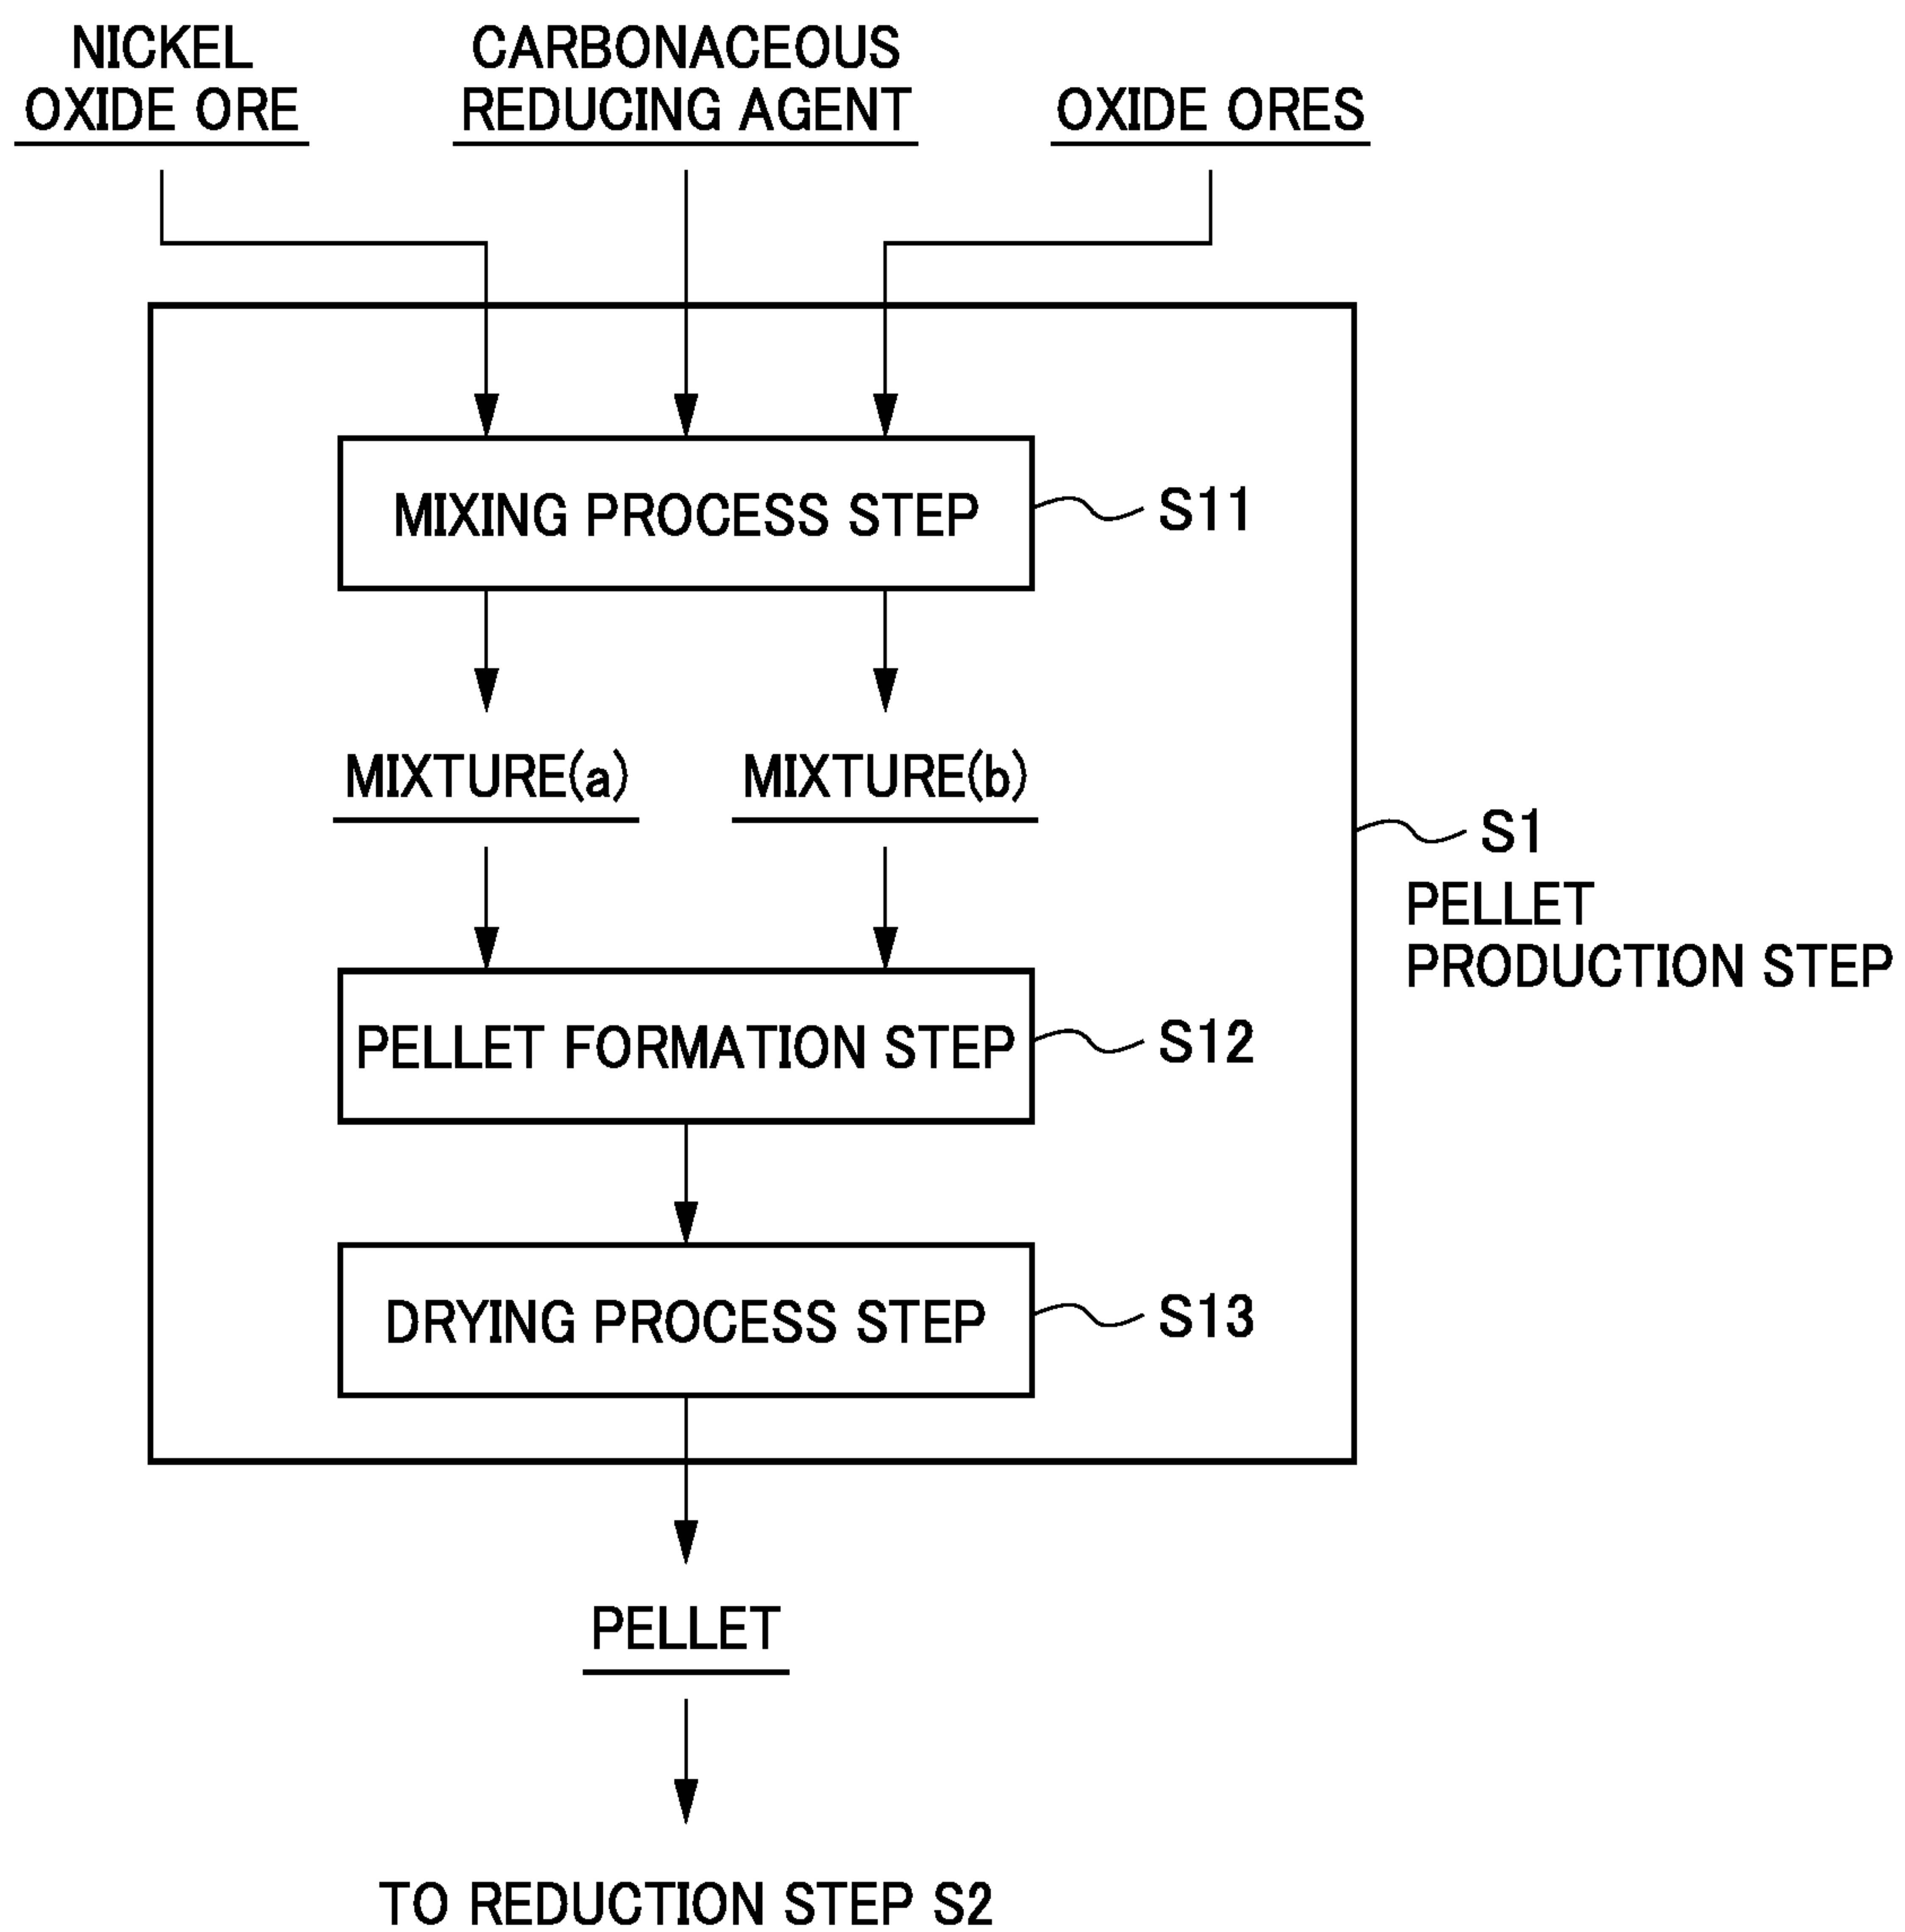 NICKEL
OXIDE ORE
CARBONACEOUS
REDUCING AGENT
OXIDE ORES
MIXING PROCESS STEP
S11
MIXTURE(a)
MIXTURE(b)
S1
PELLET
PRODUCTION STEP
PELLET FORMATION STEP
S12
DRYING PROCESS STEP
S13
PELLET
TO REDUCTION STEP S2